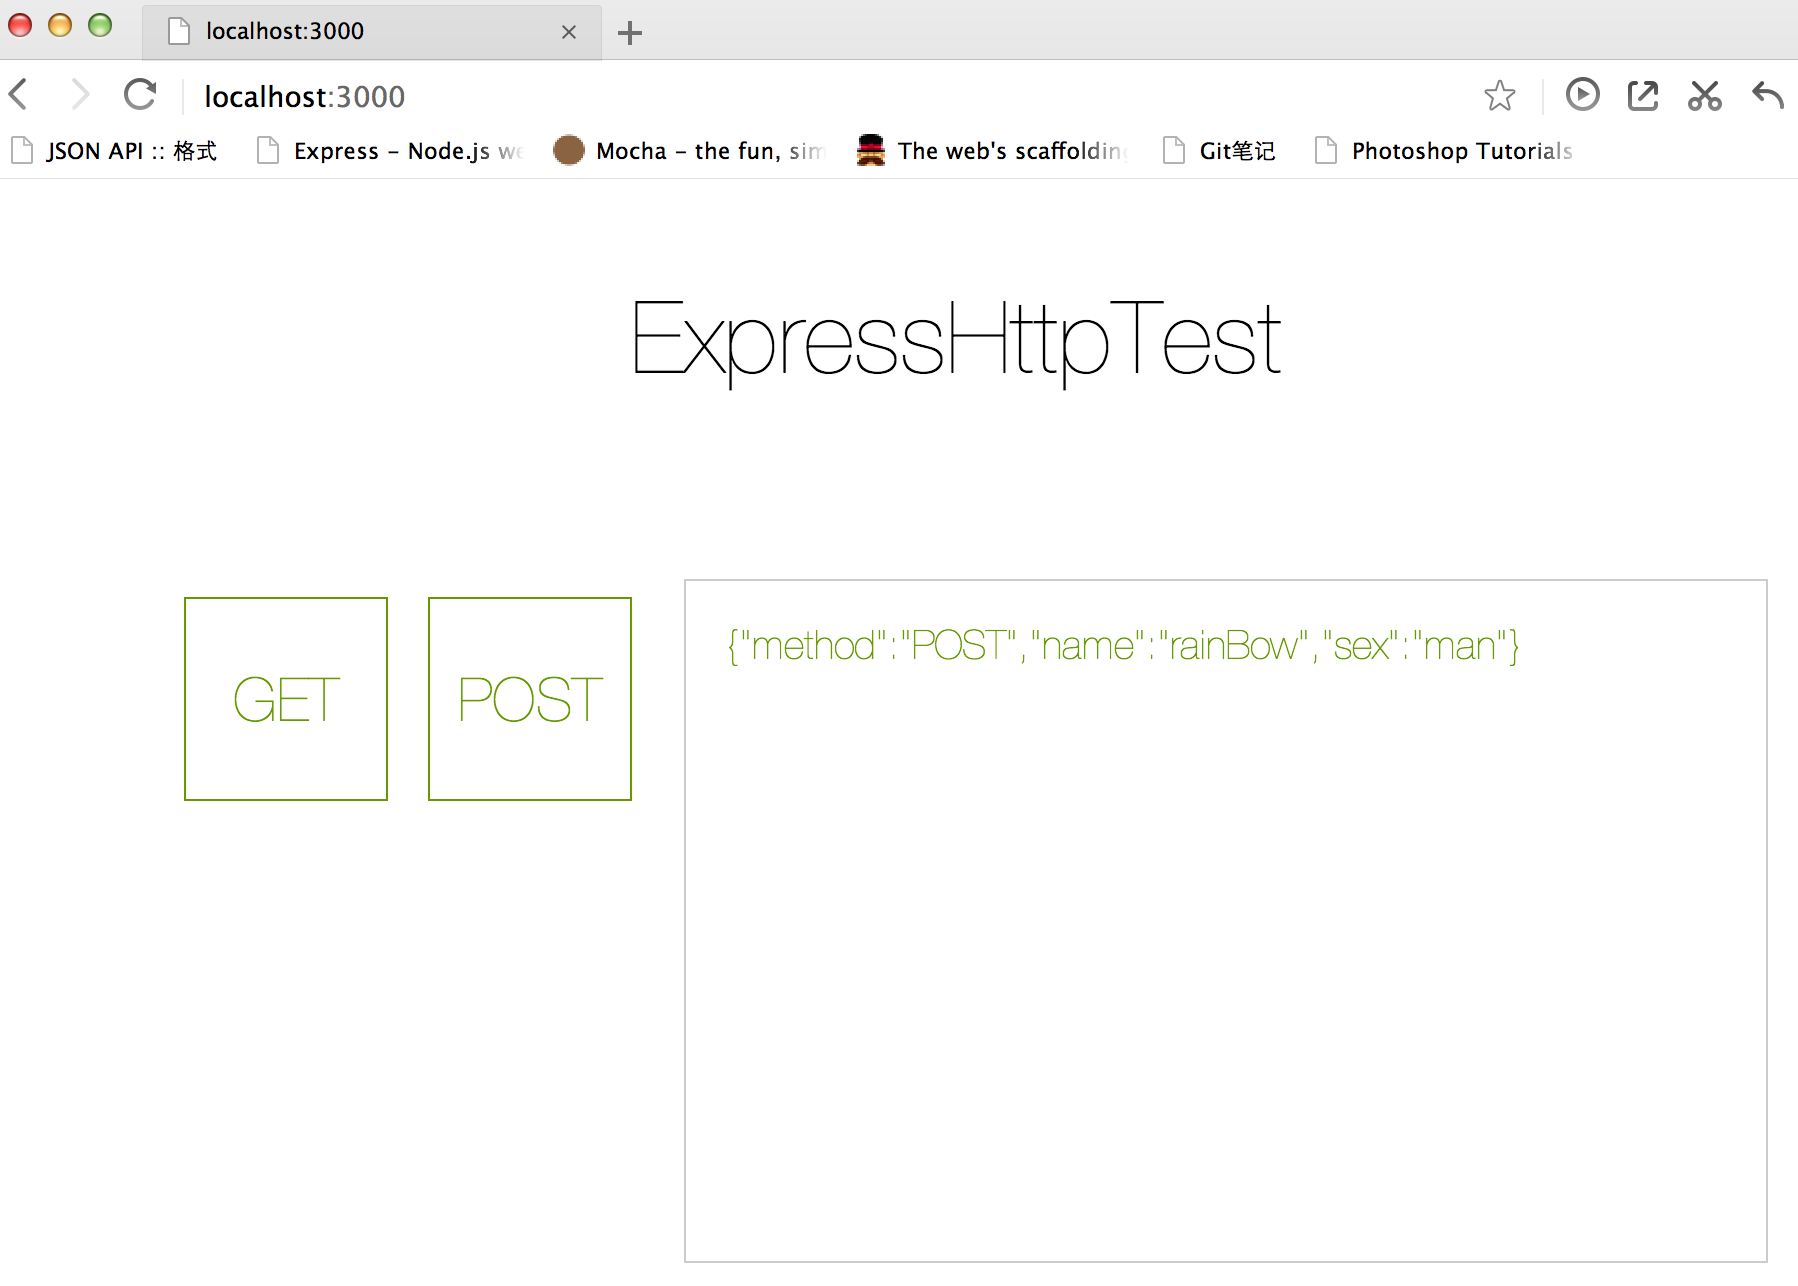 localhost:3000
localhost:3000
JSON API :: 格式 Express – Node.js Mocha – the fun, sim The web's scaffolding Git笔记 Photoshop Tutorials
ExpressHttpTest
GET POST {"method":"POST","name":"rainBow","sex":"man"}